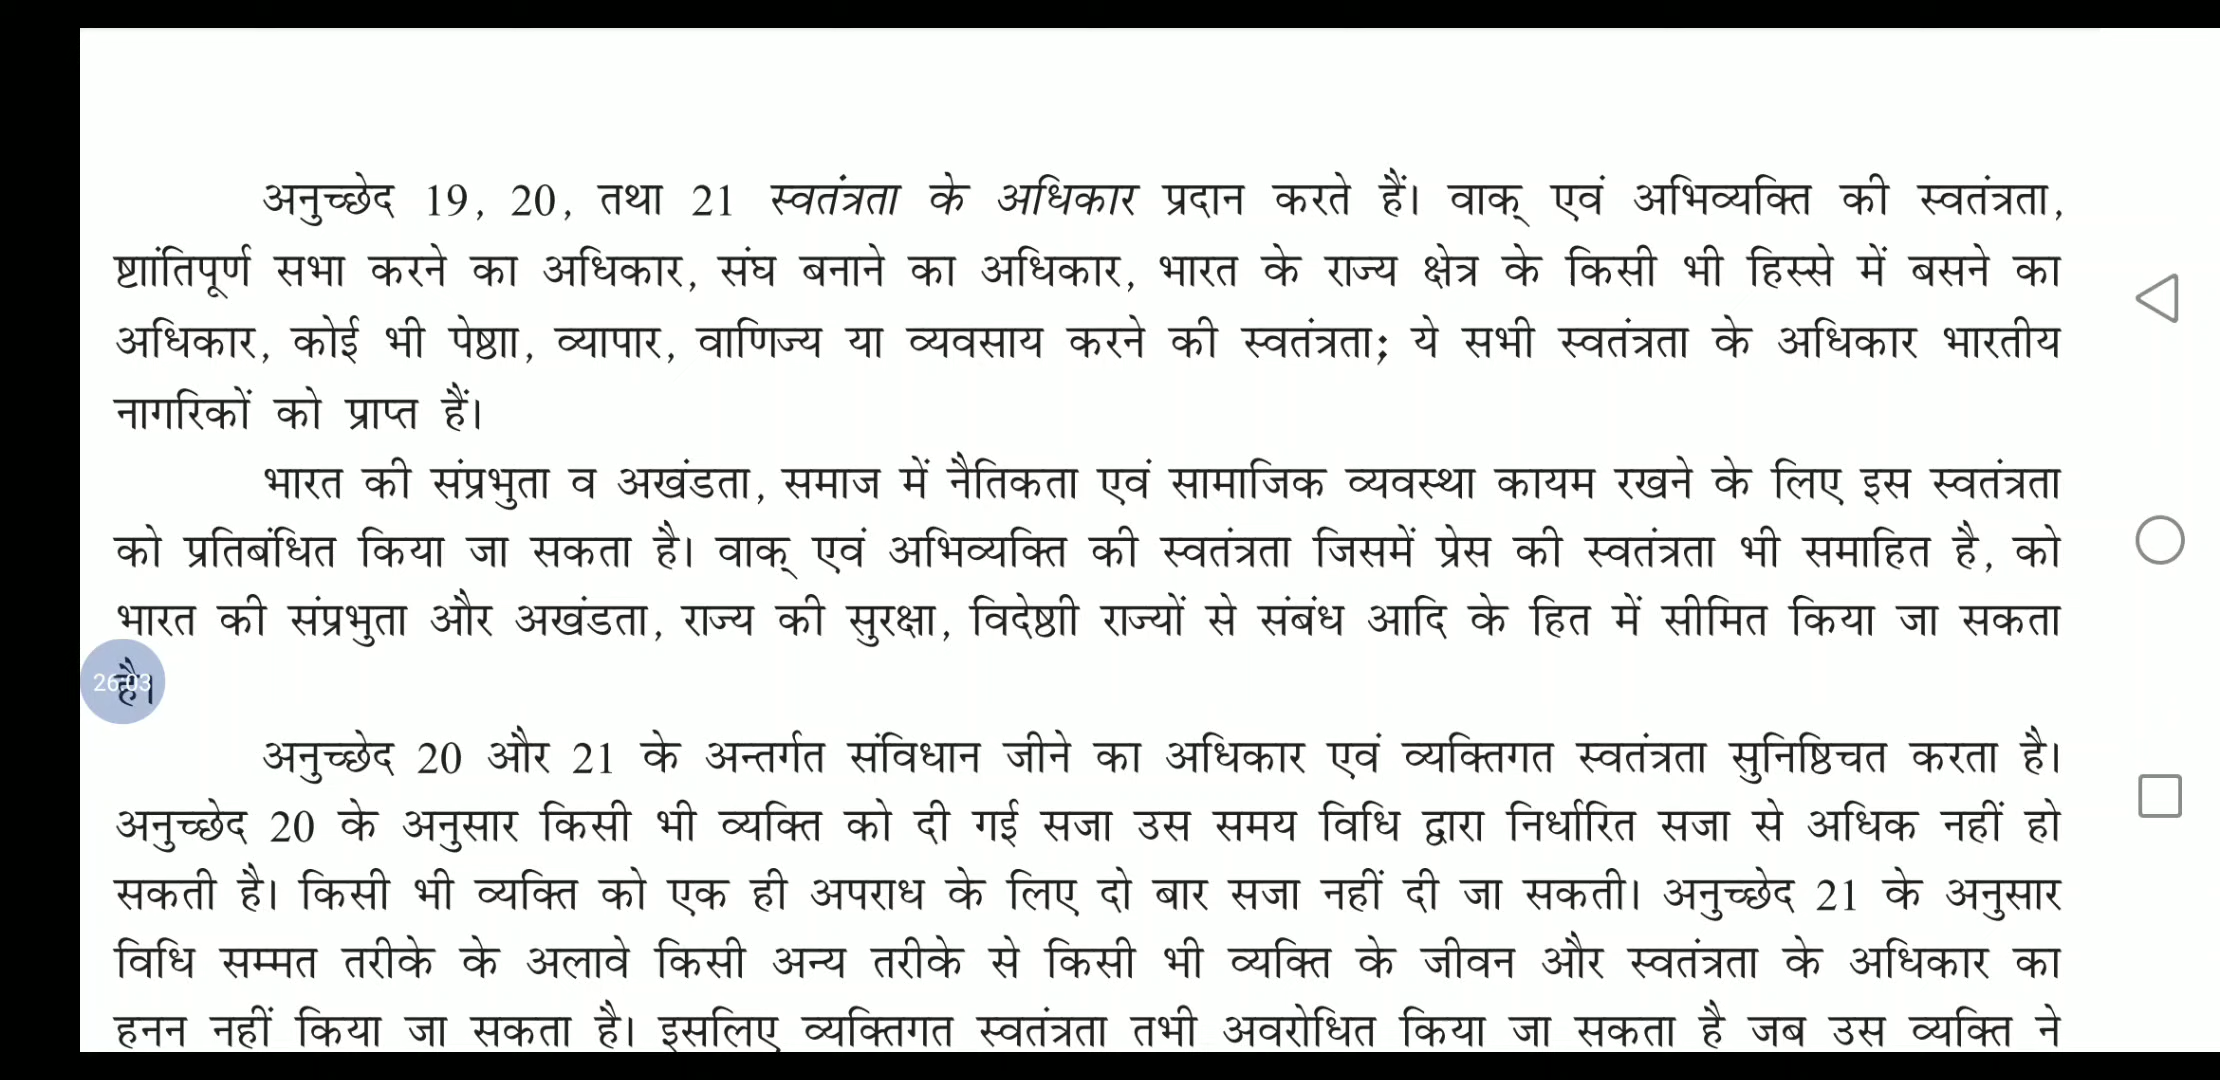 अनुच्छेद 19, 20, तथा 21 स्वतंत्रता के अधिकार प्रदान करते हैं। वाक् एवं अभिव्यक्ति की स्वतंत्रता,
ष्टाांतिपूर्ण सभा करने का अधिकार, संघ बनाने का अधिकार, भारत के राज्य क्षेत्र के किसी भी हिस्से में बसने का
अधिकार, कोई भी पेष्ठाा, व्यापार, वाणिज्य या व्यवसाय करने की स्वतंत्रता; ये सभी स्वतंत्रता के अधिकार भारतीय
नागरिकों को प्राप्त हैं।
भारत की संप्रभुता व अखंडता, समाज में नैतिकता एवं सामाजिक व्यवस्था कायम रखने के लिए इस स्वतंत्रता
को प्रतिबंधित किया जा सकता है। वाक् एवं अभिव्यक्ति की स्वतंत्रता जिसमें प्रेस की स्वतंत्रता भी समाहित है, को
भारत की संप्रभुता और अखंडता, राज्य की सुरक्षा, विदेष्ठाी राज्यों से संबंध आदि के हित में सीमित किया जा सकता
है।
26:03
अनुच्छेद 20 और 21 के अन्तर्गत संविधान जीने का अधिकार एवं व्यक्तिगत स्वतंत्रता सुनिष्ठिचत करता है।
अनुच्छेद 20 के अनुसार किसी भी व्यक्ति को दी गई सजा उस समय विधि द्वारा निर्धारित सजा से अधिक नहीं हो
सकती है। किसी भी व्यक्ति को एक ही अपराध के लिए दो बार सजा नहीं दी जा सकती। अनुच्छेद 21 के अनुसार
विधि सम्मत तरीके के अलावे किसी अन्य तरीके से किसी भी व्यक्ति के जीवन और स्वतंत्रता के अधिकार का
हनन नहीं किया जा सकता है। इसलिए व्यक्तिगत स्वतंत्रता तभी अवरोधित किया जा सकता है जब उस व्यक्ति ने